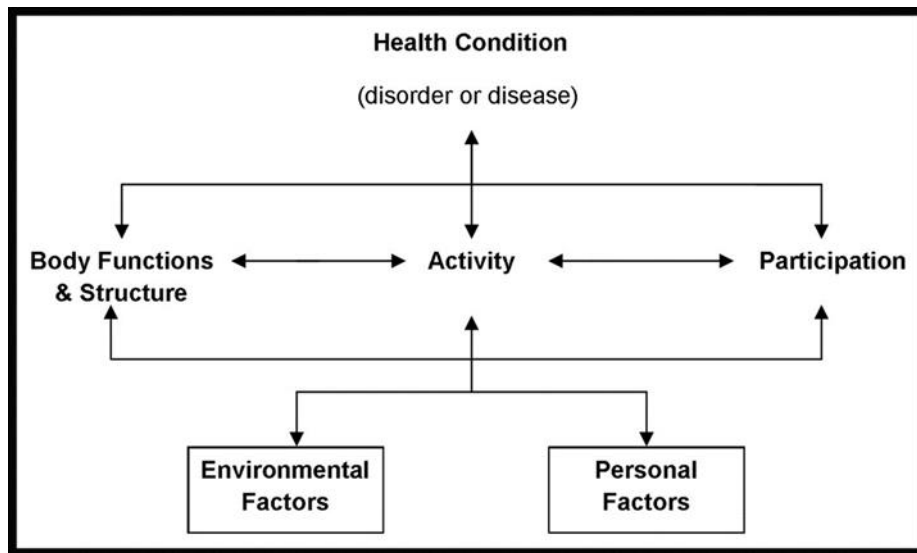 Health Condition
(disorder or disease)
Body Functions
& Structure
Activity
Participation
Environmental
Factors
Personal
Factors